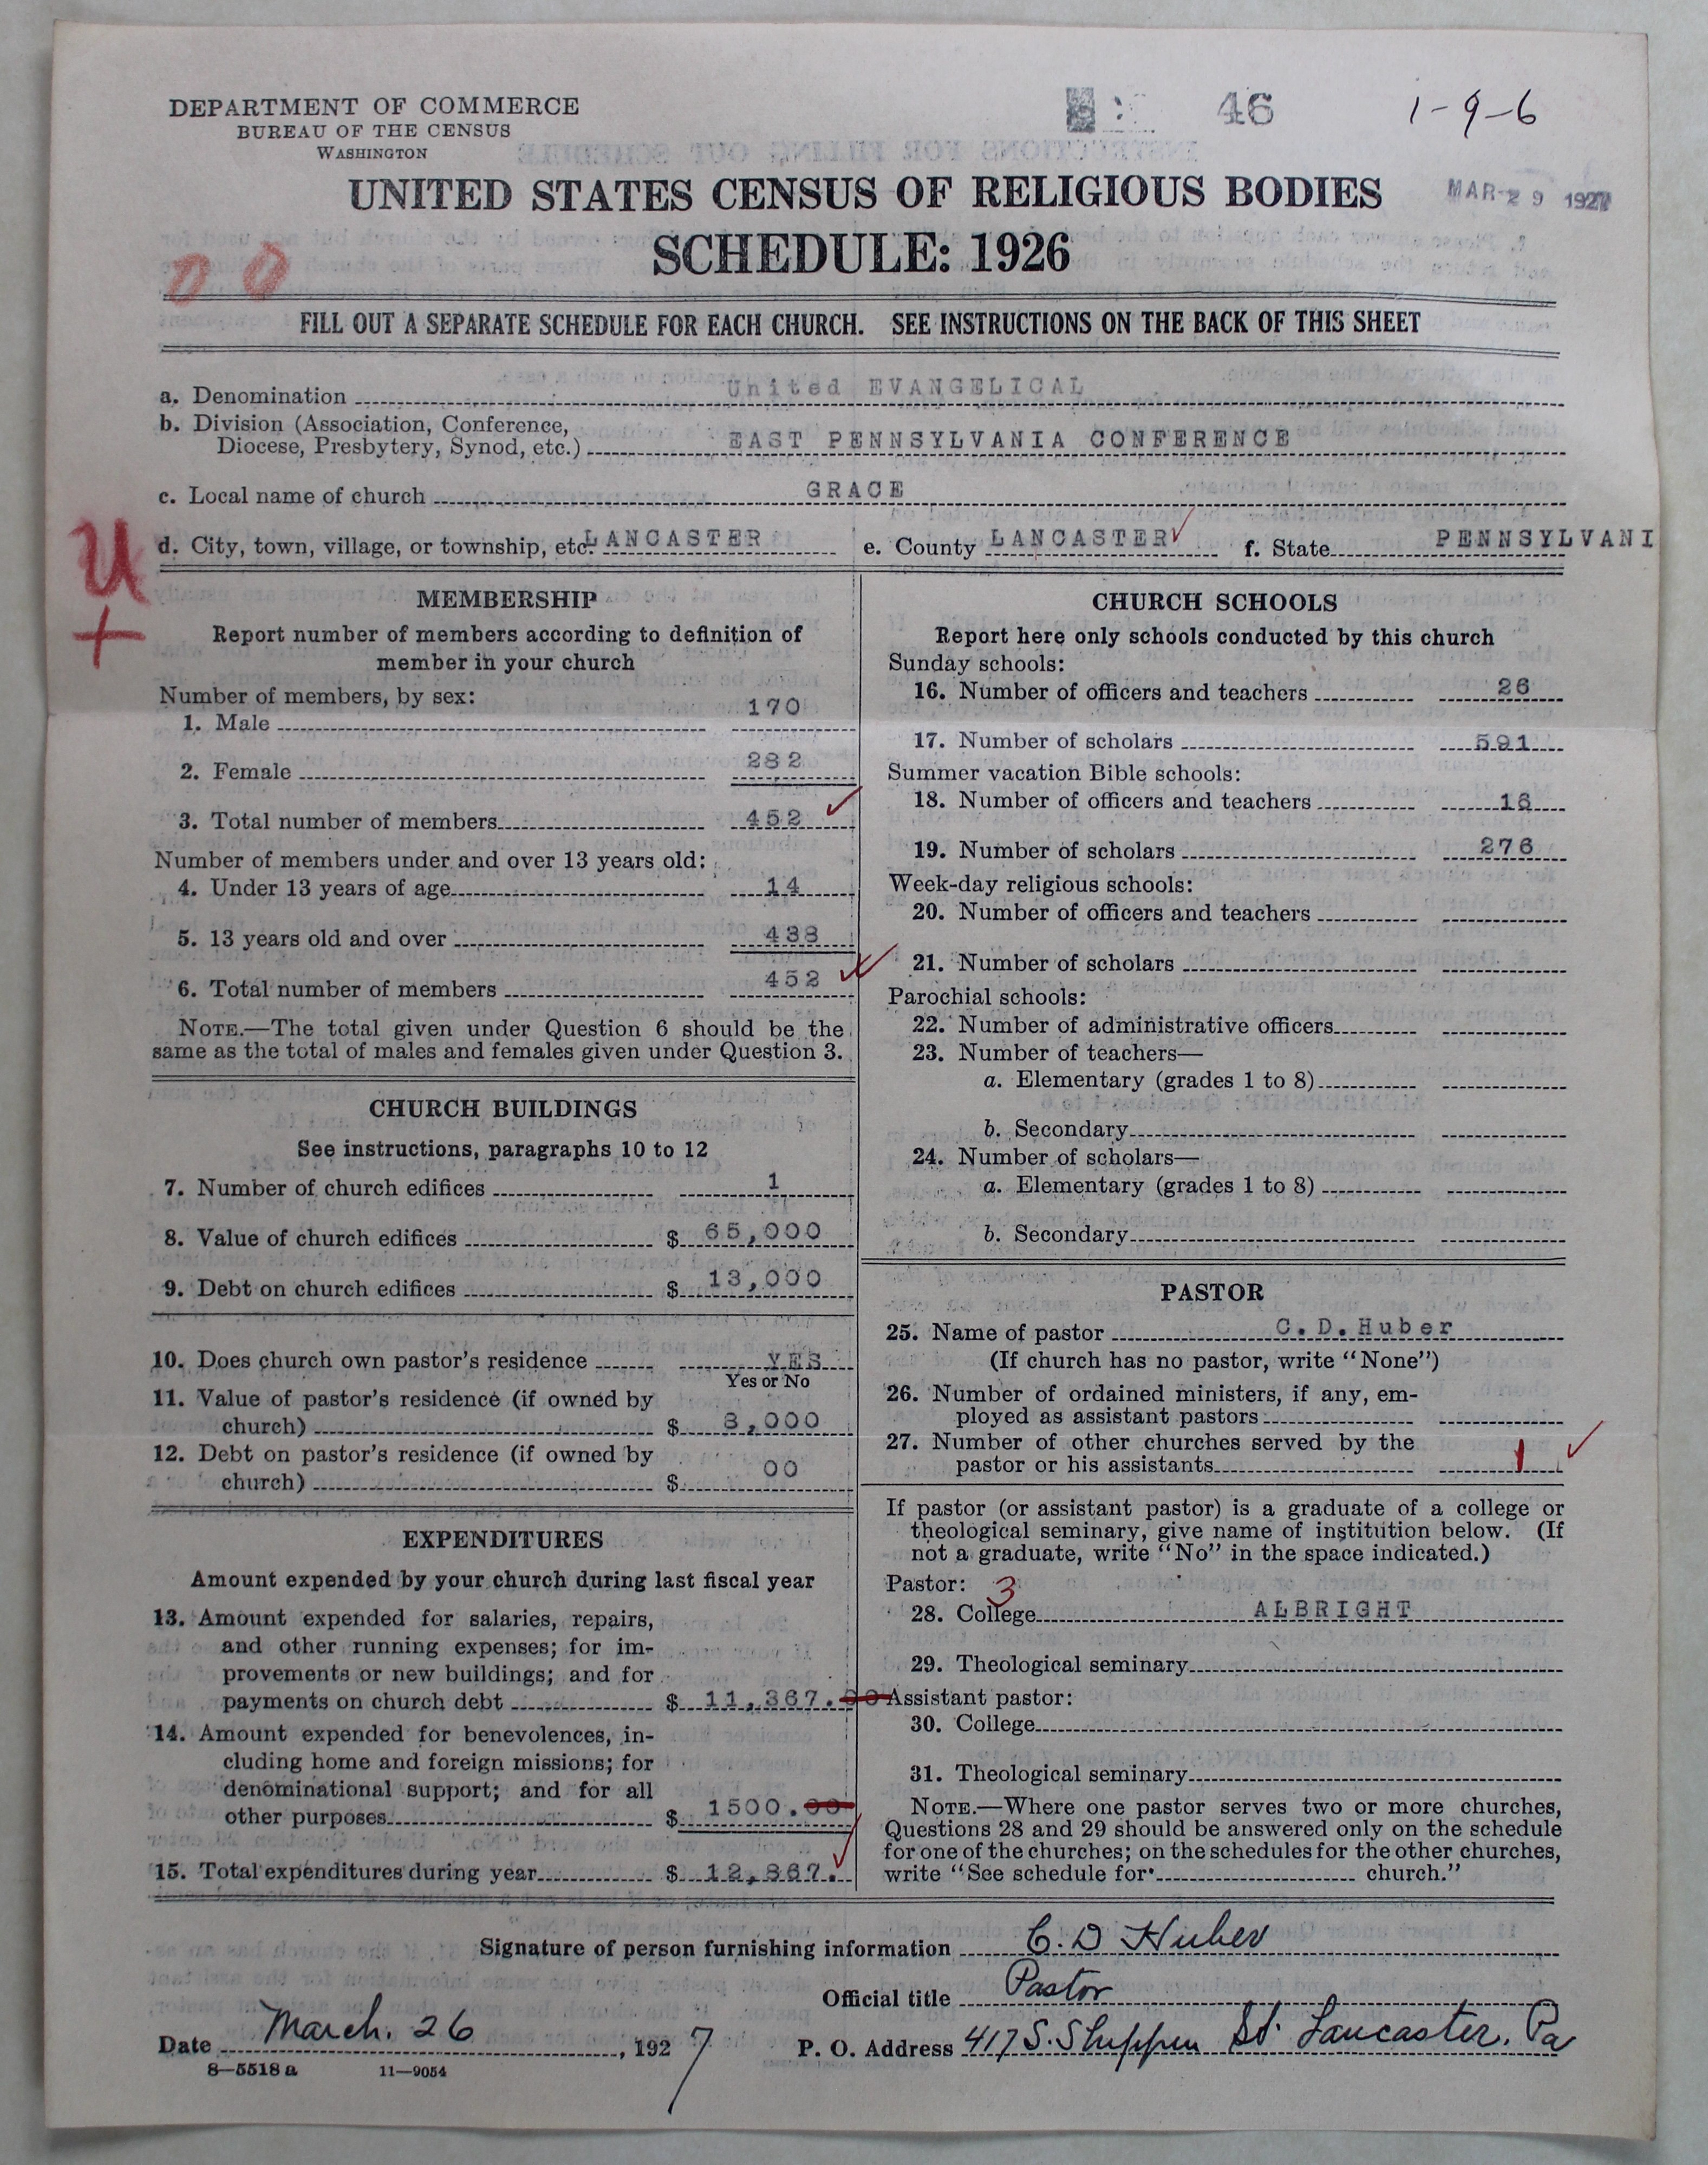 DEPARTMENT OF COMMERCE
BUREAU OF THE CENSUS
WASHINGTON
46
1-9-6
UNITED STATES CENSUS OF RELIGIOUS BODIES
MAR 29 1927
SCHEDULE: 1926
FILL OUT A SEPARATE SCHEDULE FOR EACH CHURCH. SEE INSTRUCTIONS ON THE BACK OF THIS SHEET
a. Denomination United EVANGELICAL
b. Division (Association, Conference,
Diocese, Presbytery, Synod, etc.) EAST PENNSYLVANIA CONFERENCE
c. Local name of church GRACE
U
+
d. City, town, village, or township, etc. LANCASTER e. County LANCASTER ✓ f. State PENNSYLVANI
MEMBERSHIP
Report number of members according to definition of
member in your church
Number of members, by sex:
1. Male 170
2. Female 282
3. Total number of members 452 ✓
Number of members under and over 13 years old:
4. Under 13 years of age 14
5. 13 years old and over 438
6. Total number of members 452 ✓
NOTE.—The total given under Question 6 should be the
same as the total of males and females given under Question 3.
CHURCH BUILDINGS
See instructions, paragraphs 10 to 12
7. Number of church edifices 1
8. Value of church edifices $ 65,000
9. Debt on church edifices $ 13,000
10. Does church own pastor's residence YES
Yes or No
11. Value of pastor's residence (if owned by
church) $ 8,000
12. Debt on pastor's residence (if owned by
church) $ 00
EXPENDITURES
Amount expended by your church during last fiscal year
13. Amount expended for salaries, repairs,
and other running expenses; for im-
provements or new buildings; and for
payments on church debt $ 11,367.00
14. Amount expended for benevolences, in-
cluding home and foreign missions; for
denominational support; and for all
other purposes $ 1500.00
15. Total expenditures during year $ 12,867. ✓
CHURCH SCHOOLS
Report here only schools conducted by this church
Sunday schools:
16. Number of officers and teachers 26
17. Number of scholars 591
Summer vacation Bible schools:
18. Number of officers and teachers 18
19. Number of scholars 276
Week-day religious schools:
20. Number of officers and teachers
21. Number of scholars
Parochial schools:
22. Number of administrative officers
23. Number of teachers—
a. Elementary (grades 1 to 8)
b. Secondary
24. Number of scholars—
a. Elementary (grades 1 to 8)
b. Secondary
PASTOR
25. Name of pastor C.D.Huber
(If church has no pastor, write "None")
26. Number of ordained ministers, if any, em-
ployed as assistant pastors
27. Number of other churches served by the
pastor or his assistants 1 ✓
If pastor (or assistant pastor) is a graduate of a college or
theological seminary, give name of institution below. (If
not a graduate, write "No" in the space indicated.)
Pastor: 3
28. College ALBRIGHT
29. Theological seminary
Assistant pastor:
30. College
31. Theological seminary
NOTE.—Where one pastor serves two or more churches,
Questions 28 and 29 should be answered only on the schedule
for one of the churches; on the schedules for the other churches,
write "See schedule for church."
Signature of person furnishing information C. D Huber
Official title Pastor
Date March. 26, 1927
P. O. Address 417 S. Shippen St. Lancaster, Pa
8—5518 a 11—9054